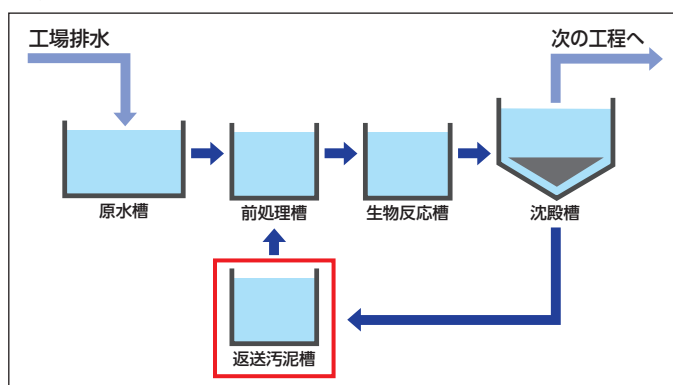 工場排水
次の工程へ
原水槽
前処理槽
生物反応槽
沈殿槽
返送汚泥槽